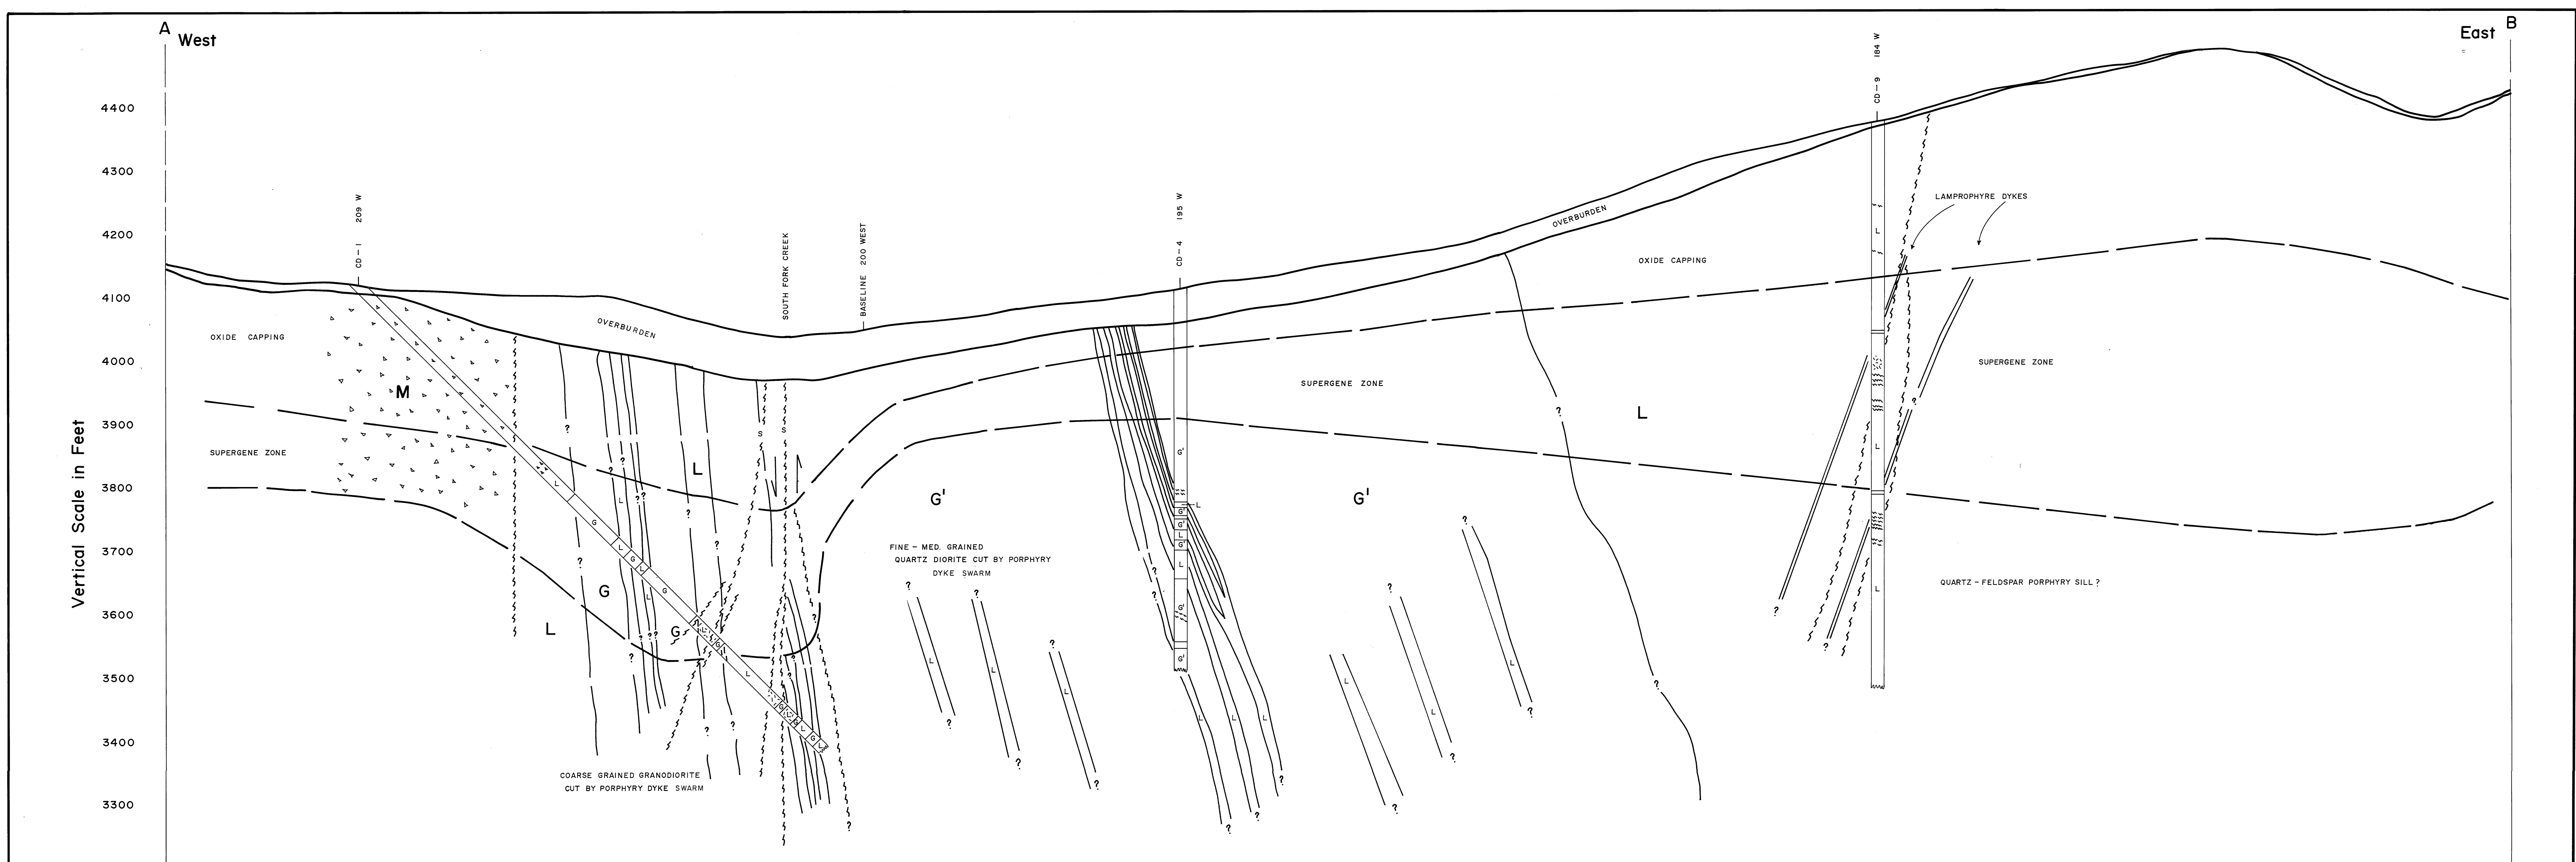 A
West
East
B
Vertical Scale in Feet
4400
4300
4200
4100
4000
3900
3800
3700
3600
3500
3400
3300
CD-1 209 W
SOUTH FORK CREEK
BASELINE 200 WEST
CD-4 195 W
CD-9 184 W
OVERBURDEN
OVERBURDEN
LAMPROPHYRE DYKES
OXIDE CAPPING
OXIDE CAPPING
SUPERGENE ZONE
SUPERGENE ZONE
SUPERGENE ZONE
M
L
L
G
G
L
G'
G'
L
FINE - MED. GRAINED
QUARTZ DIORITE CUT BY PORPHYRY
DYKE SWARM
QUARTZ - FELDSPAR PORPHYRY SILL ?
COARSE GRAINED GRANODIORITE
CUT BY PORPHYRY DYKE SWARM